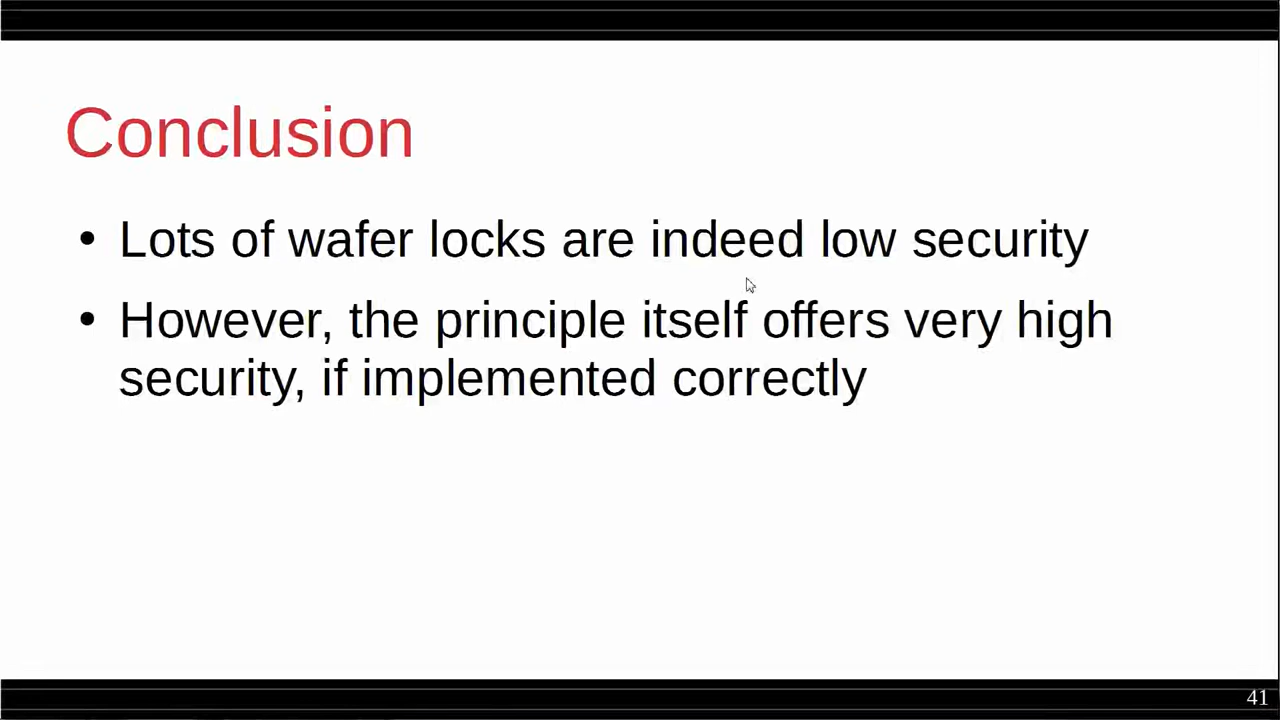 Conclusion
• Lots of wafer locks are indeed low security
• However, the principle itself offers very high
security, if implemented correctly
41